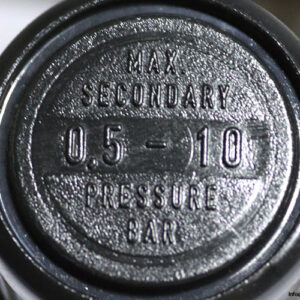 MAX.
SECONDARY
0,5 - 10
PRESSURE
BAR